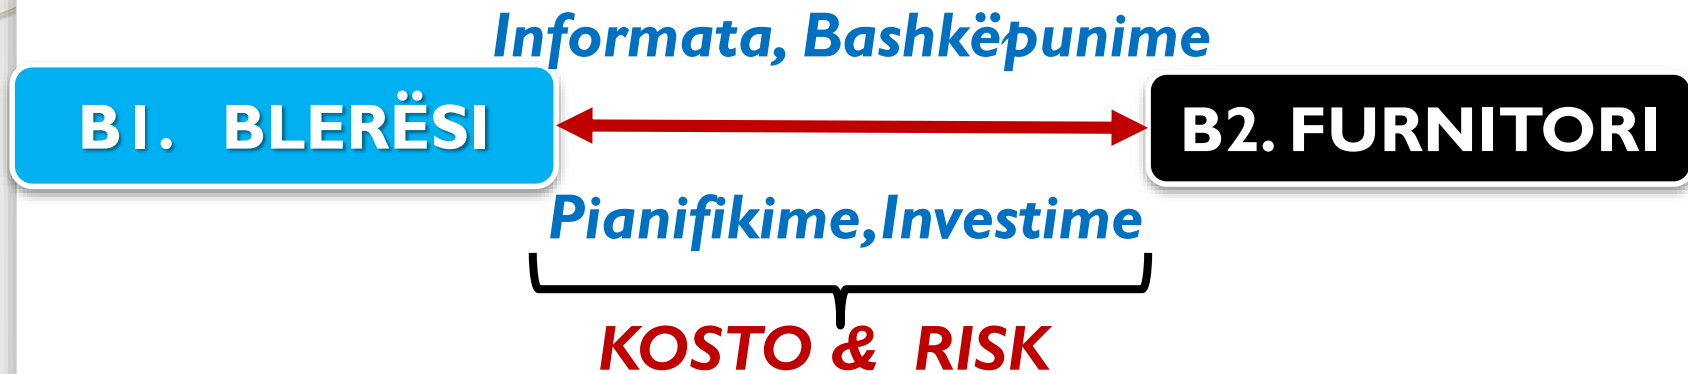 Informata, Bashkëpunime
B1. BLERËSI
B2. FURNITORI
Pianifikime,Investime
KOSTO & RISK